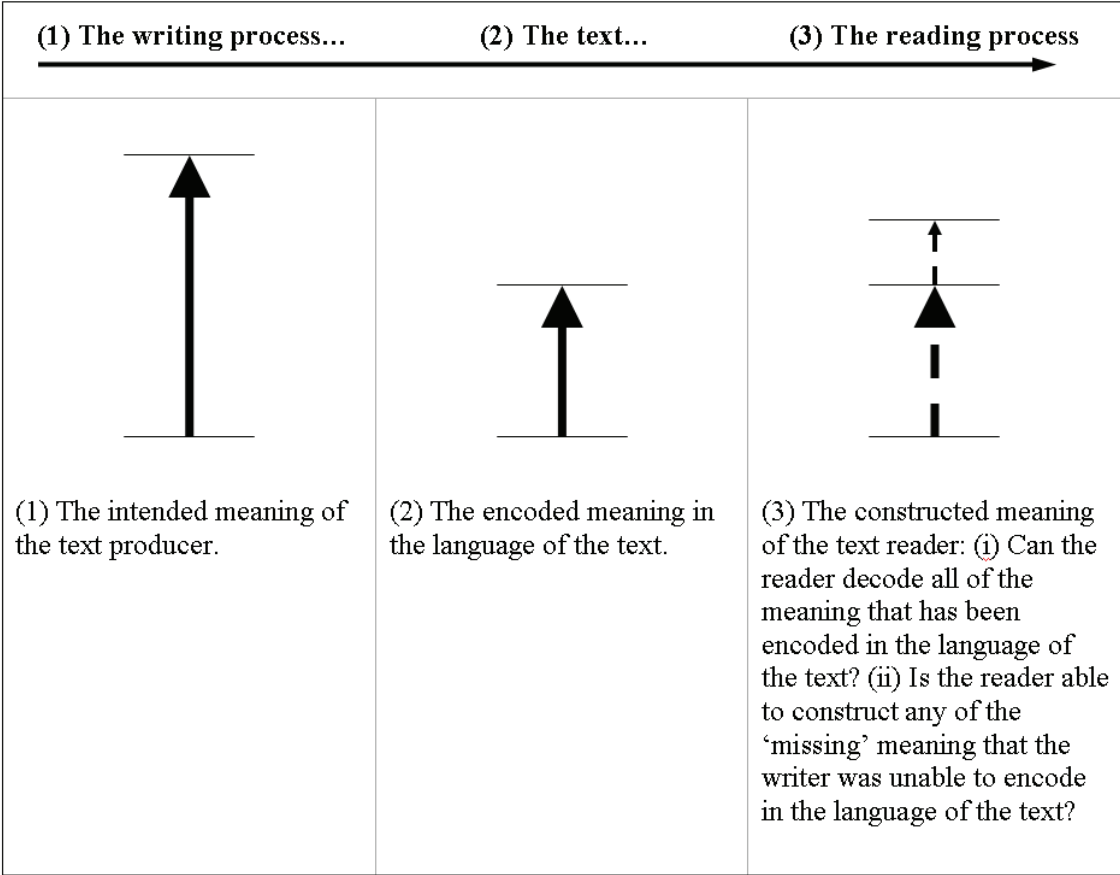 (1) The writing process…
(2) The text…
(3) The reading process
(1) The intended meaning of
the text producer.
(2) The encoded meaning in
the language of the text.
(3) The constructed meaning
of the text reader: (i) Can the
reader decode all of the
meaning that has been
encoded in the language of
the text? (ii) Is the reader able
to construct any of the
‘missing’ meaning that the
writer was unable to encode
in the language of the text?